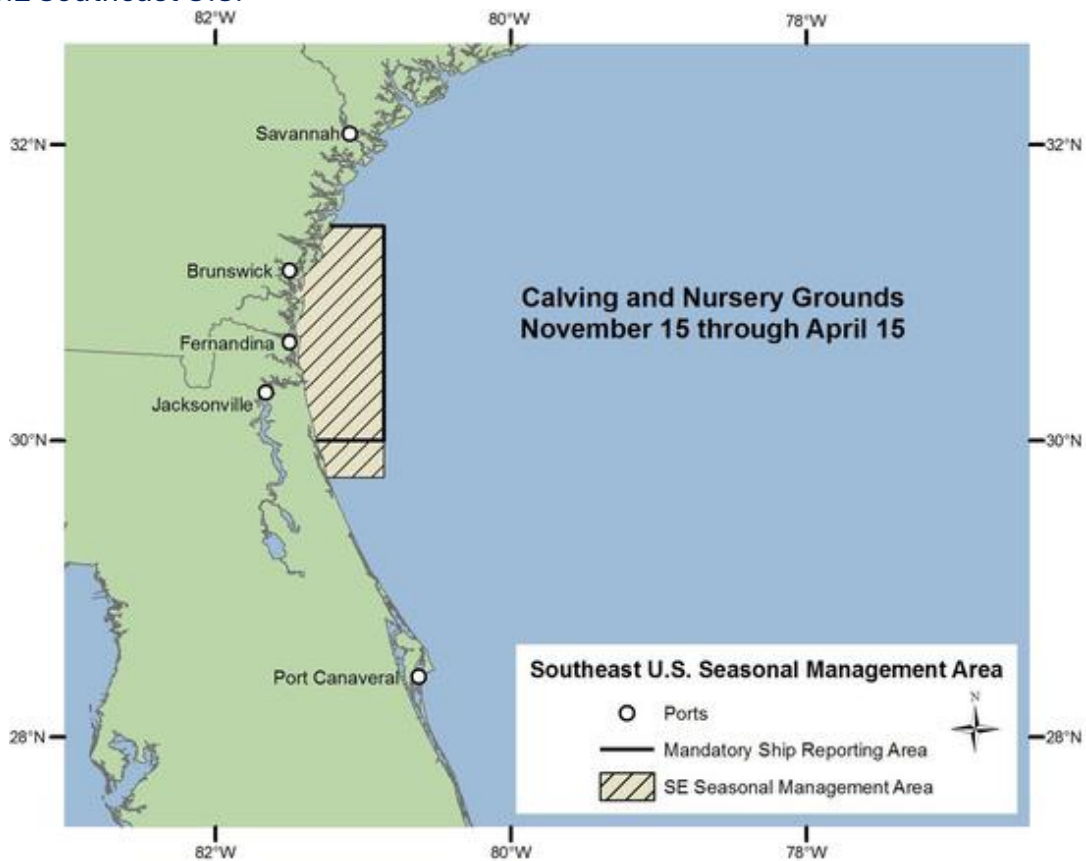 82°W 80°W 78°W
Savannah
32°N 32°N
Brunswick
Calving and Nursery Grounds
November 15 through April 15
Fernandina
Jacksonville
30°N 30°N
Port Canaveral
Southeast U.S. Seasonal Management Area
N
Ports
28°N 28°N
Mandatory Ship Reporting Area
SE Seasonal Management Area
82°W 80°W 78°W